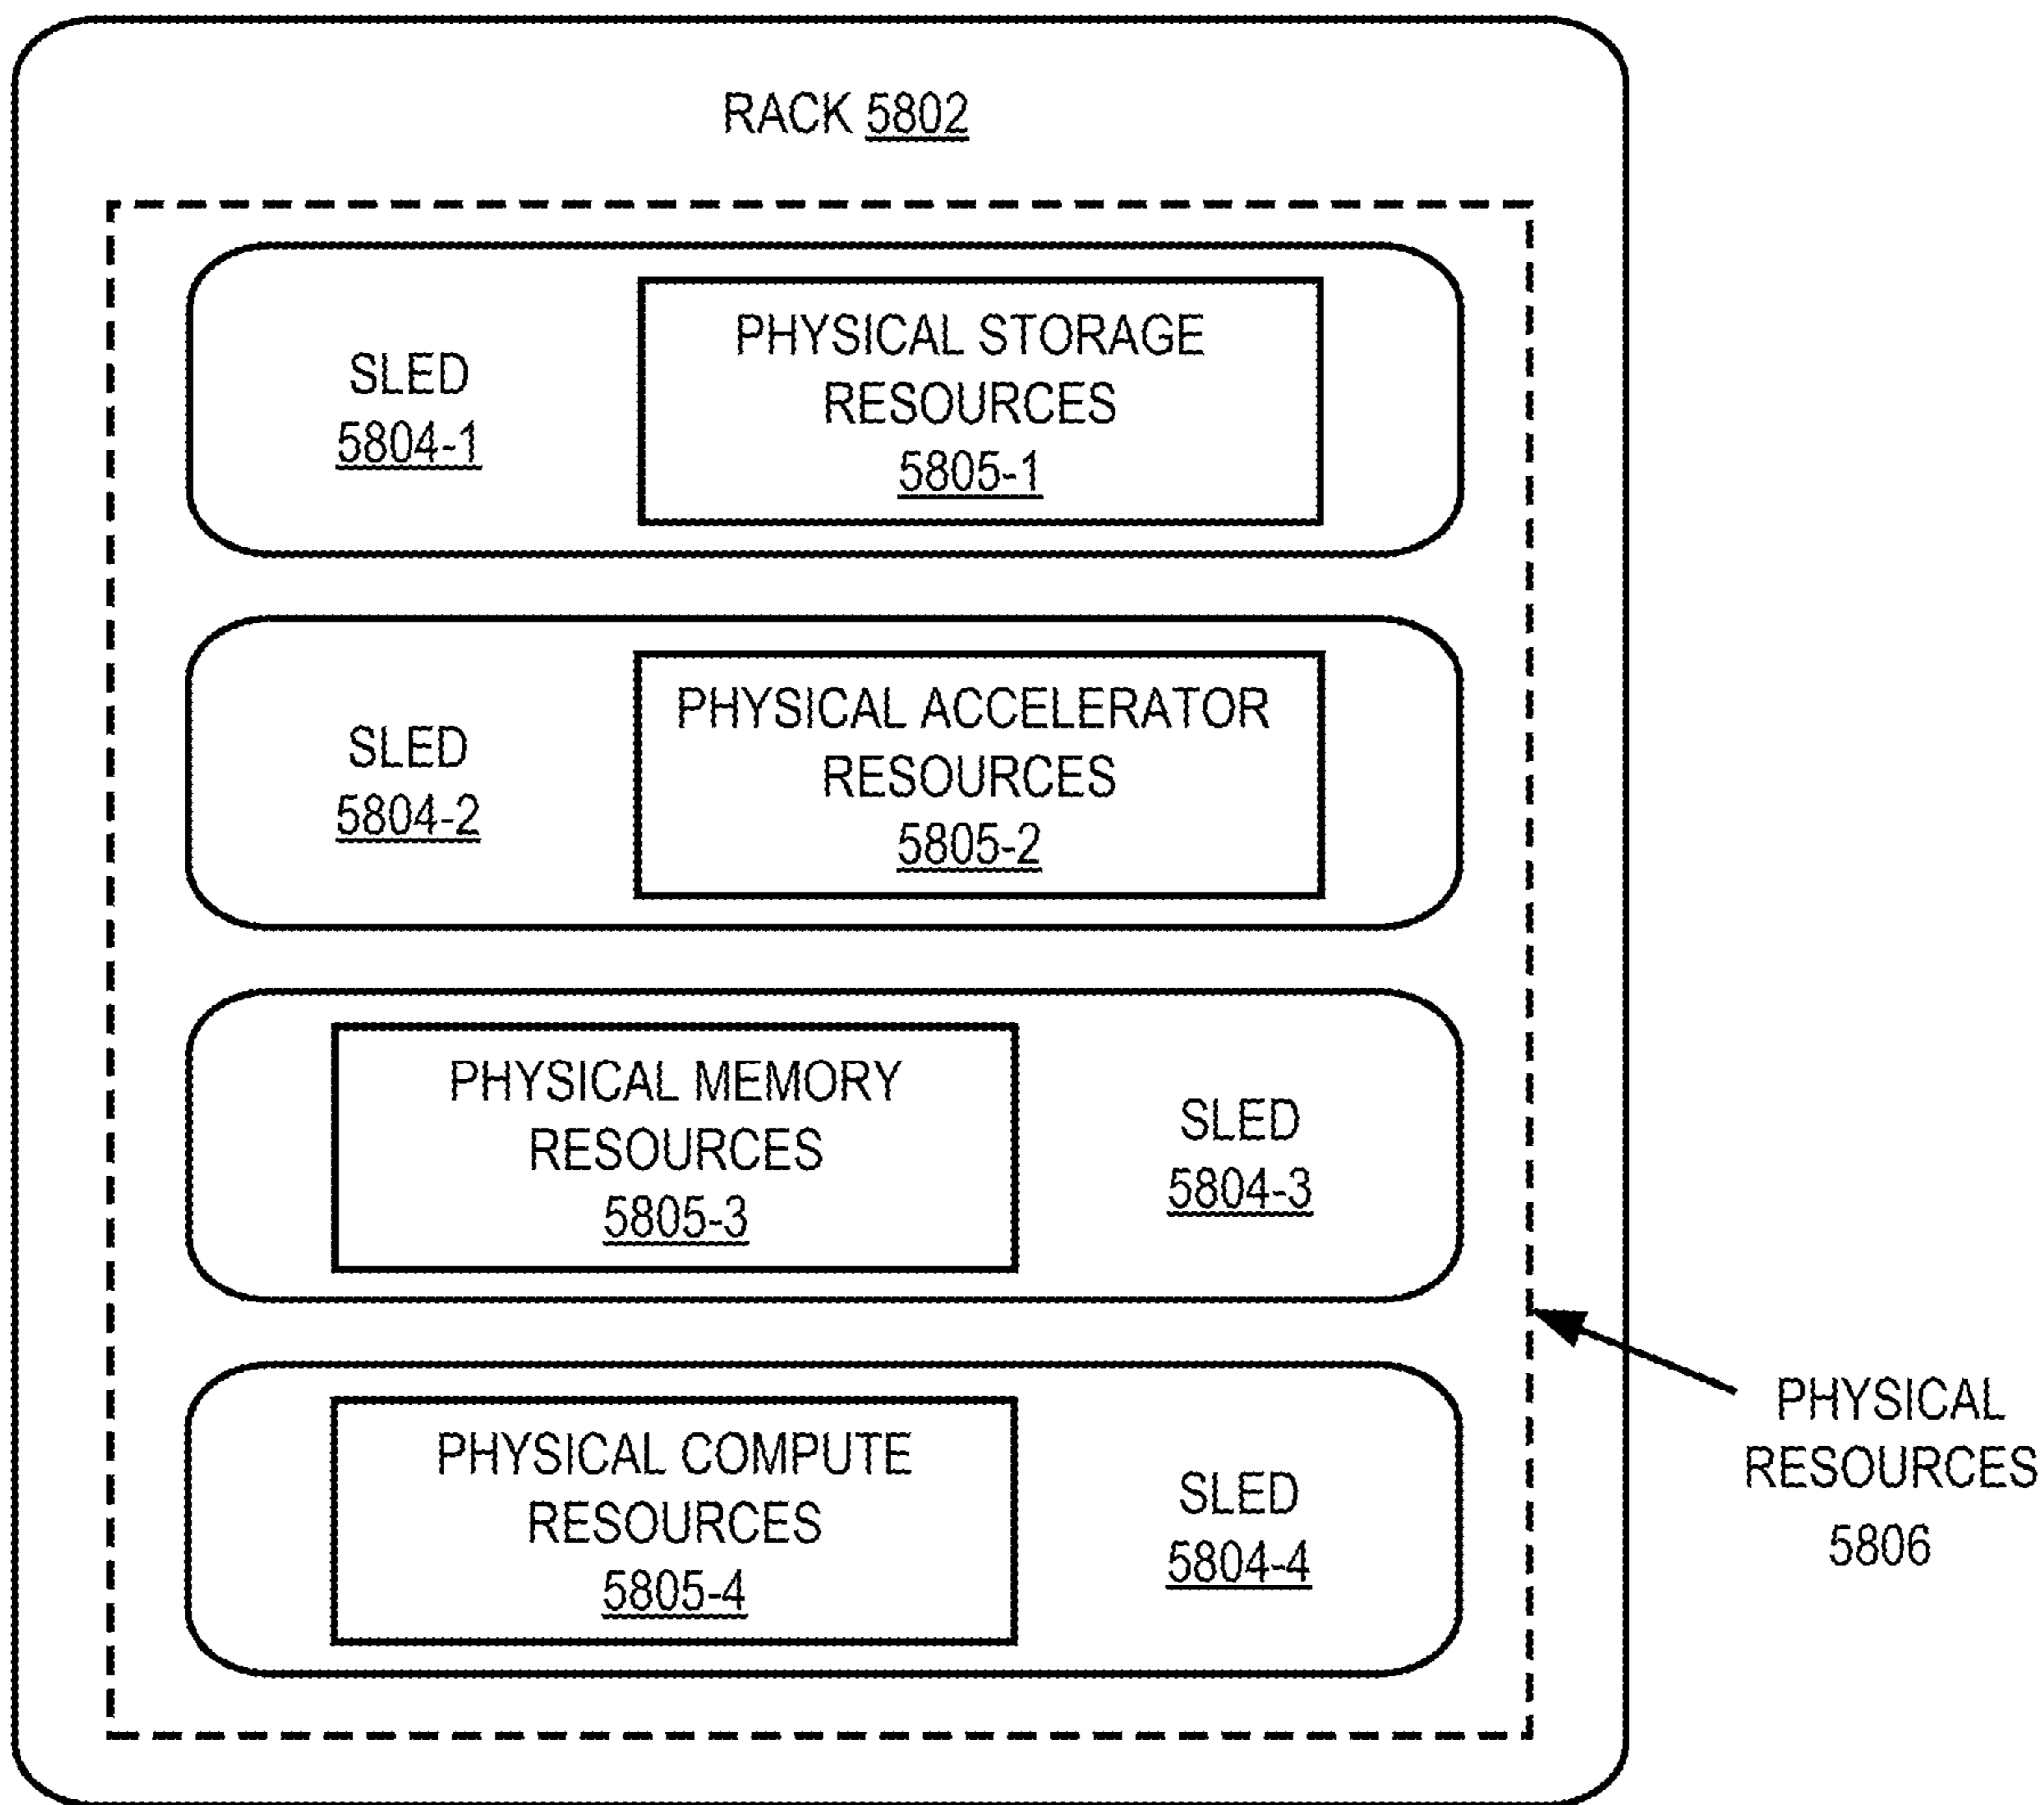 RACK 5802
SLED
5804-1
PHYSICAL STORAGE
RESOURCES
5805-1
SLED
5804-2
PHYSICAL ACCELERATOR
RESOURCES
5805-2
PHYSICAL MEMORY
RESOURCES
5805-3
SLED
5804-3
PHYSICAL COMPUTE
RESOURCES
5805-4
SLED
5804-4
PHYSICAL
RESOURCES
5806